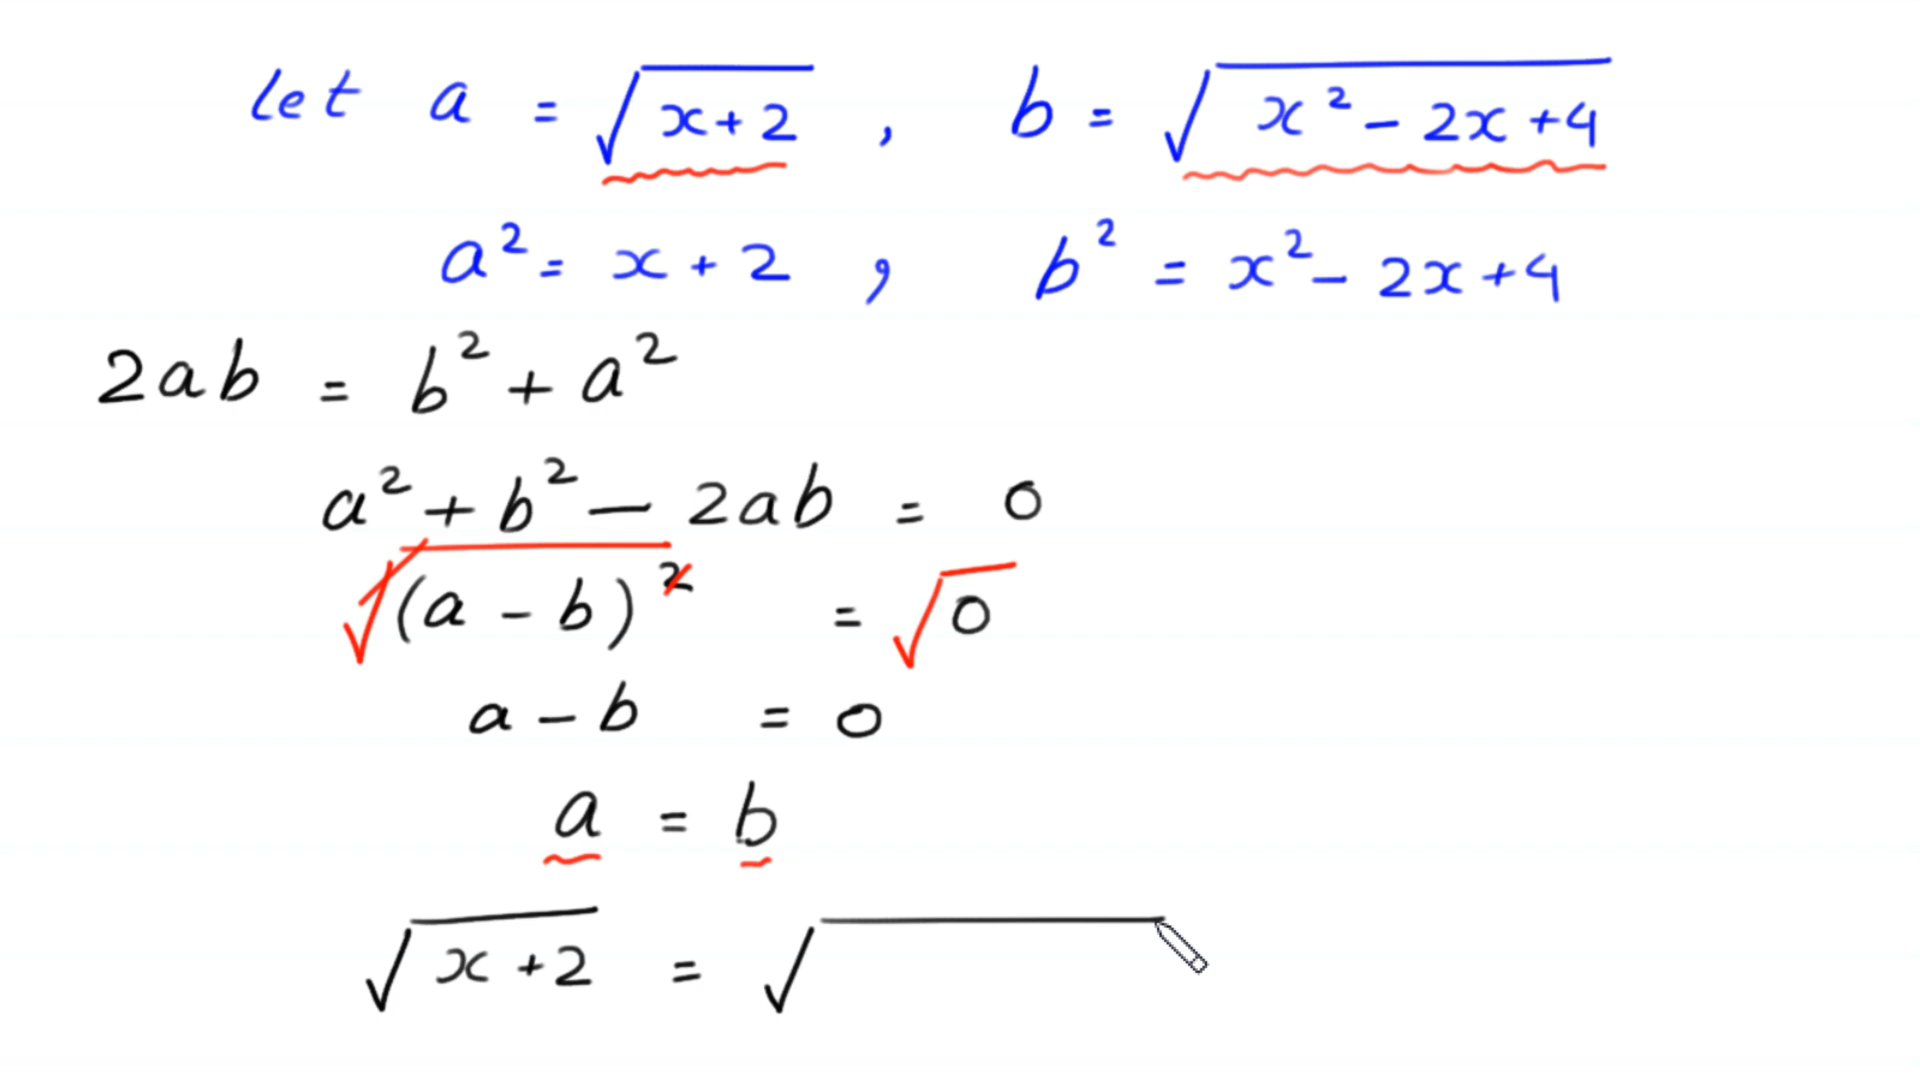 let a = √(x+2) , b = √(x² - 2x + 4)
a² = x + 2 , b² = x² - 2x + 4
2ab = b² + a²
a² + b² - 2ab = 0
√(a - b)² = √0
a - b = 0
a = b
√(x + 2) = √